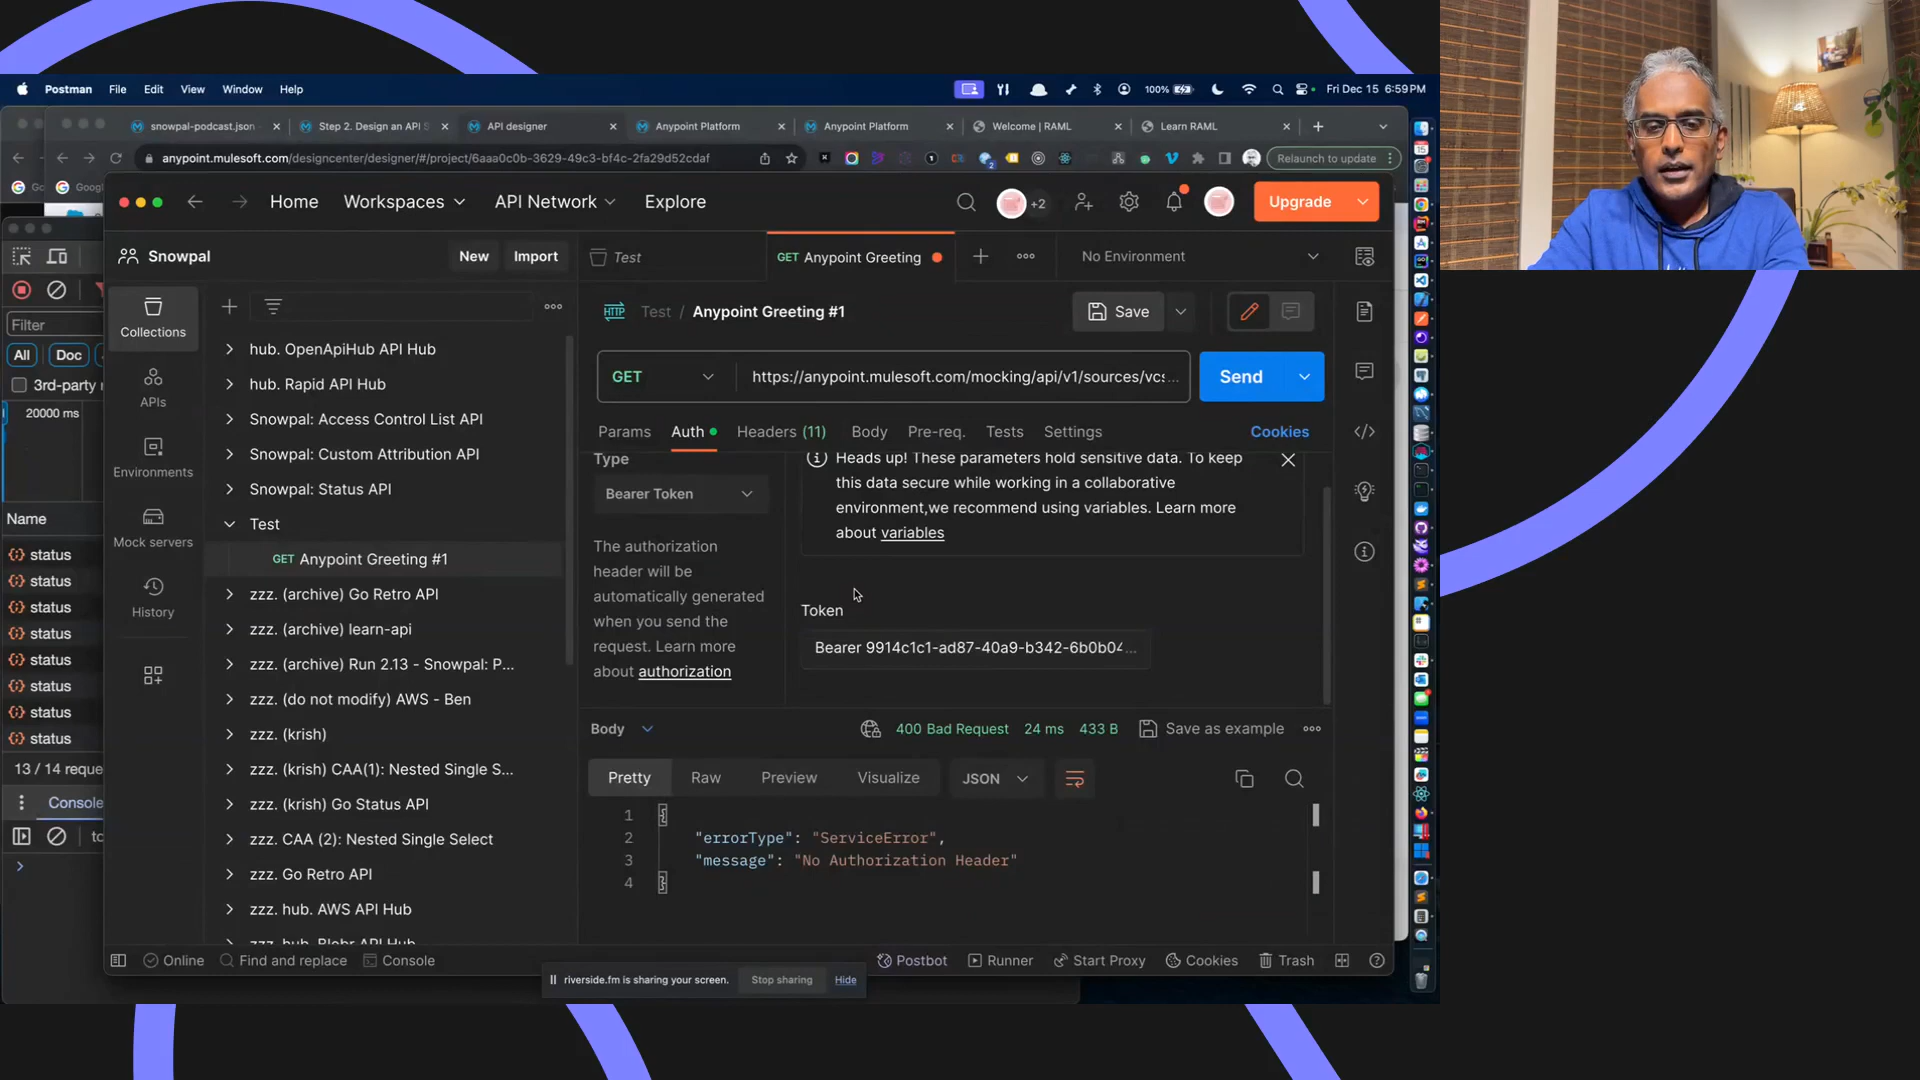 Postman File Edit View Window Help
100% Fri Dec 15 6:59 PM
snowpal-podcast.json
Step 2. Design an API S
API designer
Anypoint Platform
Anypoint Platform
Welcome | RAML
Learn RAML
anypoint.mulesoft.com/designcenter/designer/#/project/6aaa0c0b-3629-49c3-bf4c-2fa29d52cdaf
Relaunch to update
Home
Workspaces
API Network
Explore
+2
Upgrade
Snowpal
New
Import
Test
GET Anypoint Greeting
No Environment
Filter
All
Doc
3rd-party r
20000 ms
Name
status
status
status
status
status
status
status
status
13 / 14 reque
Console
to
Collections
APIs
Environments
Mock servers
History
hub. OpenApiHub API Hub
hub. Rapid API Hub
Snowpal: Access Control List API
Snowpal: Custom Attribution API
Snowpal: Status API
Test
GET Anypoint Greeting #1
zzz. (archive) Go Retro API
zzz. (archive) learn-api
zzz. (archive) Run 2.13 - Snowpal: P...
zzz. (do not modify) AWS - Ben
zzz. (krish)
zzz. (krish) CAA(1): Nested Single S...
zzz. (krish) Go Status API
zzz. CAA (2): Nested Single Select
zzz. Go Retro API
zzz. hub. AWS API Hub
zzz. hub. Blobr API Hub
HTTP Test / Anypoint Greeting #1
Save
GET
https://anypoint.mulesoft.com/mocking/api/v1/sources/vcs...
Send
Params
Auth
Headers (11)
Body
Pre-req.
Tests
Settings
Cookies
Type
Bearer Token
The authorization
header will be
automatically generated
when you send the
request. Learn more
about authorization
Heads up! These parameters hold sensitive data. To keep
this data secure while working in a collaborative
environment,we recommend using variables. Learn more
about variables
Token
Bearer 9914c1c1-ad87-40a9-b342-6b0b04...
Body
400 Bad Request 24 ms 433 B
Save as example
Pretty
Raw
Preview
Visualize
JSON
1 {
2 "errorType": "ServiceError",
3 "message": "No Authorization Header"
4 }
Online
Find and replace
Console
Postbot
Runner
Start Proxy
Cookies
Trash
riverside.fm is sharing your screen.
Stop sharing
Hide